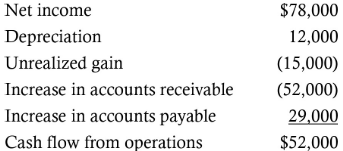 Net income $78,000
Depreciation 12,000
Unrealized gain (15,000)
Increase in accounts receivable (52,000)
Increase in accounts payable 29,000
Cash flow from operations $52,000